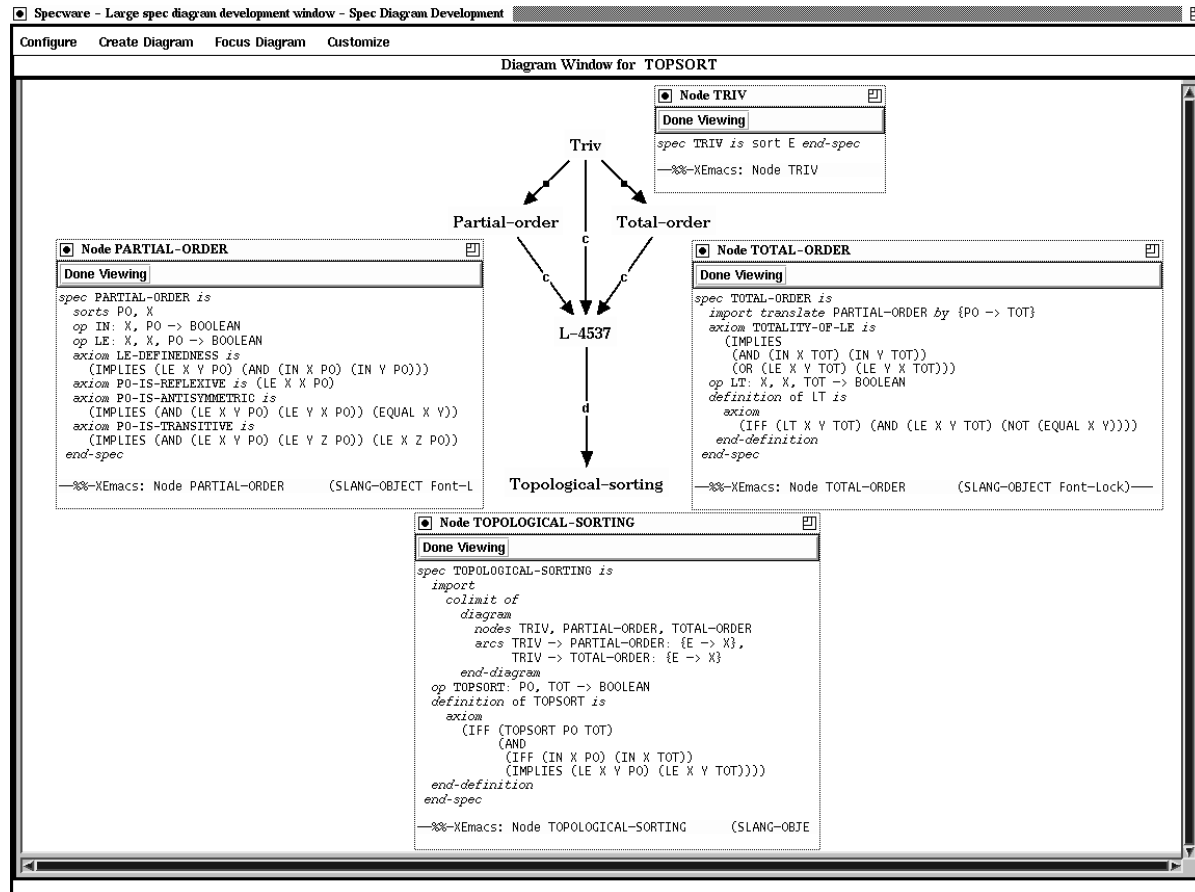 Specware – Large spec diagram development window – Spec Diagram Development
Configure Create Diagram Focus Diagram Customize
Diagram Window for TOPSORT
Node TRIV
Done Viewing
spec TRIV is sort E end-spec
—%%—XEmacs: Node TRIV
Triv
Partial-order Total-order
c
c c
L-4537
d
Topological-sorting
Node PARTIAL-ORDER
Done Viewing
spec PARTIAL-ORDER is
sorts PO, X
op IN: X, PO -> BOOLEAN
op LE: X, X, PO -> BOOLEAN
axiom LE-DEFINEDNESS is
(IMPLIES (LE X Y PO) (AND (IN X PO) (IN Y PO)))
axiom PO-IS-REFLEXIVE is (LE X X PO)
axiom PO-IS-ANTISYMMETRIC is
(IMPLIES (AND (LE X Y PO) (LE Y X PO)) (EQUAL X Y))
axiom PO-IS-TRANSITIVE is
(IMPLIES (AND (LE X Y PO) (LE Y Z PO)) (LE X Z PO))
end-spec
—%%—XEmacs: Node PARTIAL-ORDER (SLANG-OBJECT Font-L
Node TOTAL-ORDER
Done Viewing
spec TOTAL-ORDER is
import translate PARTIAL-ORDER by {PO -> TOT}
axiom TOTALITY-OF-LE is
(IMPLIES
(AND (IN X TOT) (IN Y TOT))
(OR (LE X Y TOT) (LE Y X TOT)))
op LT: X, X, TOT -> BOOLEAN
definition of LT is
axiom
(IFF (LT X Y TOT) (AND (LE X Y TOT) (NOT (EQUAL X Y))))
end-definition
end-spec
—%%—XEmacs: Node TOTAL-ORDER (SLANG-OBJECT Font-Lock)——
Node TOPOLOGICAL-SORTING
Done Viewing
spec TOPOLOGICAL-SORTING is
import
colimit of
diagram
nodes TRIV, PARTIAL-ORDER, TOTAL-ORDER
arcs TRIV -> PARTIAL-ORDER: {E -> X},
TRIV -> TOTAL-ORDER: {E -> X}
end-diagram
op TOPSORT: PO, TOT -> BOOLEAN
definition of TOPSORT is
axiom
(IFF (TOPSORT PO TOT)
(AND
(IFF (IN X PO) (IN X TOT))
(IMPLIES (LE X Y PO) (LE X Y TOT))))
end-definition
end-spec
—%%—XEmacs: Node TOPOLOGICAL-SORTING (SLANG-OBJE